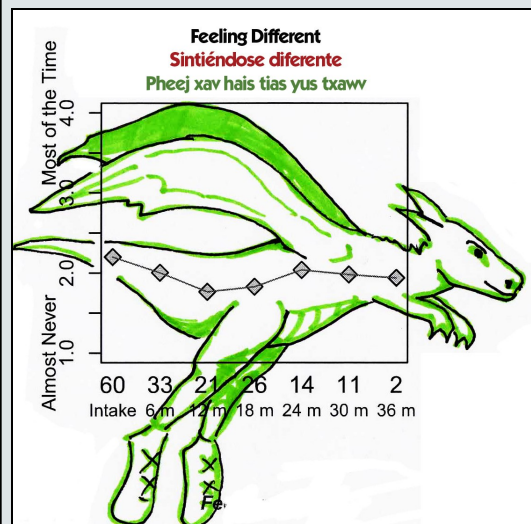 Feeling Different
Sintiéndose diferente
Pheej xav hais tias yus txawv
Most of the Time
4.0
3.0
2.0
1.0
Almost Never
60 33 21 26 14 11 2
Intake 6 m 12 m 18 m 24 m 30 m 36 m